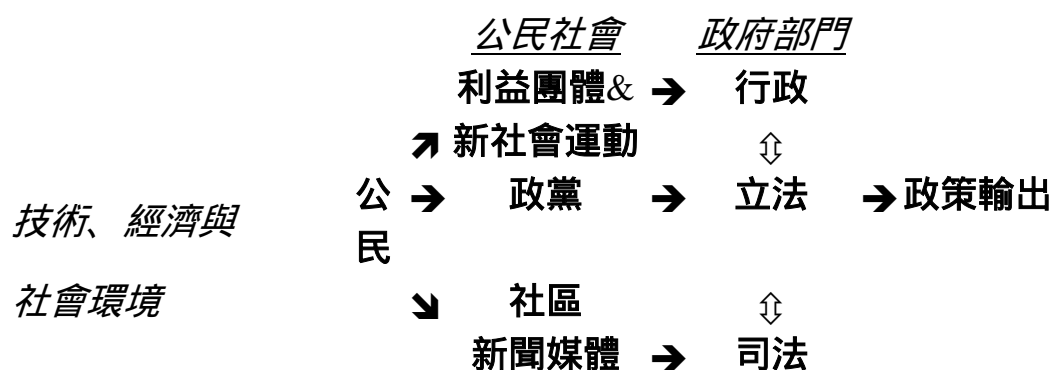 公民社會 政府部門
利益團體& ➔ 行政
➚ 新社會運動 ⇳
公民 ➔ 政黨 ➔ 立法 ➔ 政策輸出
技術、經濟與
社會環境 ➘ 社區 ⇳
新聞媒體 ➔ 司法